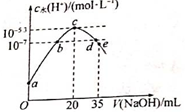 c水(H⁺)/(mol·L⁻¹)
10⁻⁵·³
10⁻⁷
a
b
c
d
e
O
20
35
V(NaOH)/mL